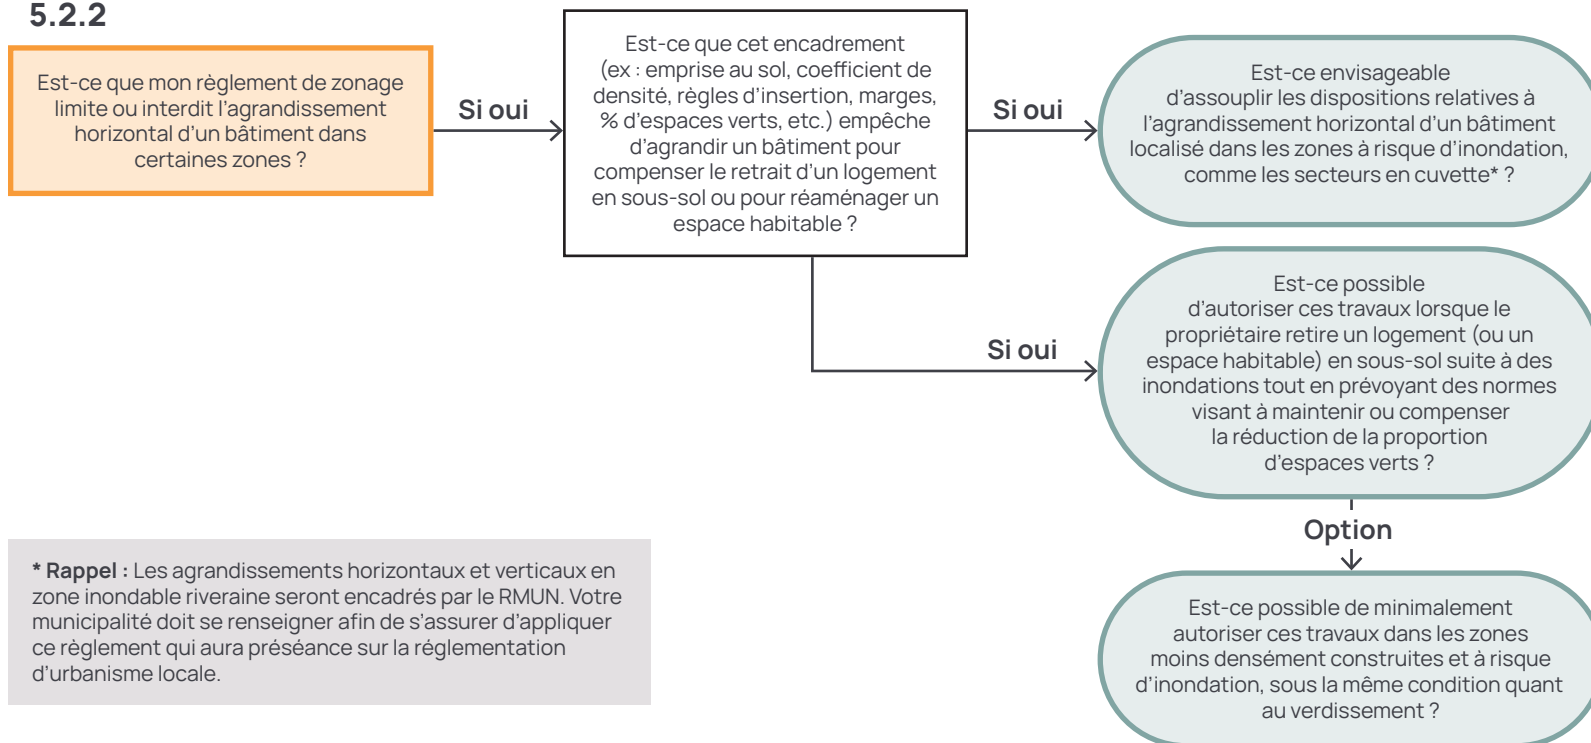 5.2.2
Est-ce que mon règlement de zonage
limite ou interdit l'agrandissement
horizontal d'un bâtiment dans
certaines zones ?
Si oui
Est-ce que cet encadrement
(ex : emprise au sol, coefficient de
densité, règles d'insertion, marges,
% d'espaces verts, etc.) empêche
d'agrandir un bâtiment pour
compenser le retrait d'un logement
en sous-sol ou pour réaménager un
espace habitable ?
Si oui
Est-ce envisageable
d'assouplir les dispositions relatives à
l'agrandissement horizontal d'un bâtiment
localisé dans les zones à risque d'inondation,
comme les secteurs en cuvette* ?
Si oui
Est-ce possible
d'autoriser ces travaux lorsque le
propriétaire retire un logement (ou un
espace habitable) en sous-sol suite à des
inondations tout en prévoyant des normes
visant à maintenir ou compenser
la réduction de la proportion
d'espaces verts ?
Option
Est-ce possible de minimalement
autoriser ces travaux dans les zones
moins densément construites et à risque
d'inondation, sous la même condition quant
au verdissement ?
* Rappel : Les agrandissements horizontaux et verticaux en
zone inondable riveraine seront encadrés par le RMUN. Votre
municipalité doit se renseigner afin de s'assurer d'appliquer
ce règlement qui aura préséance sur la réglementation
d'urbanisme locale.